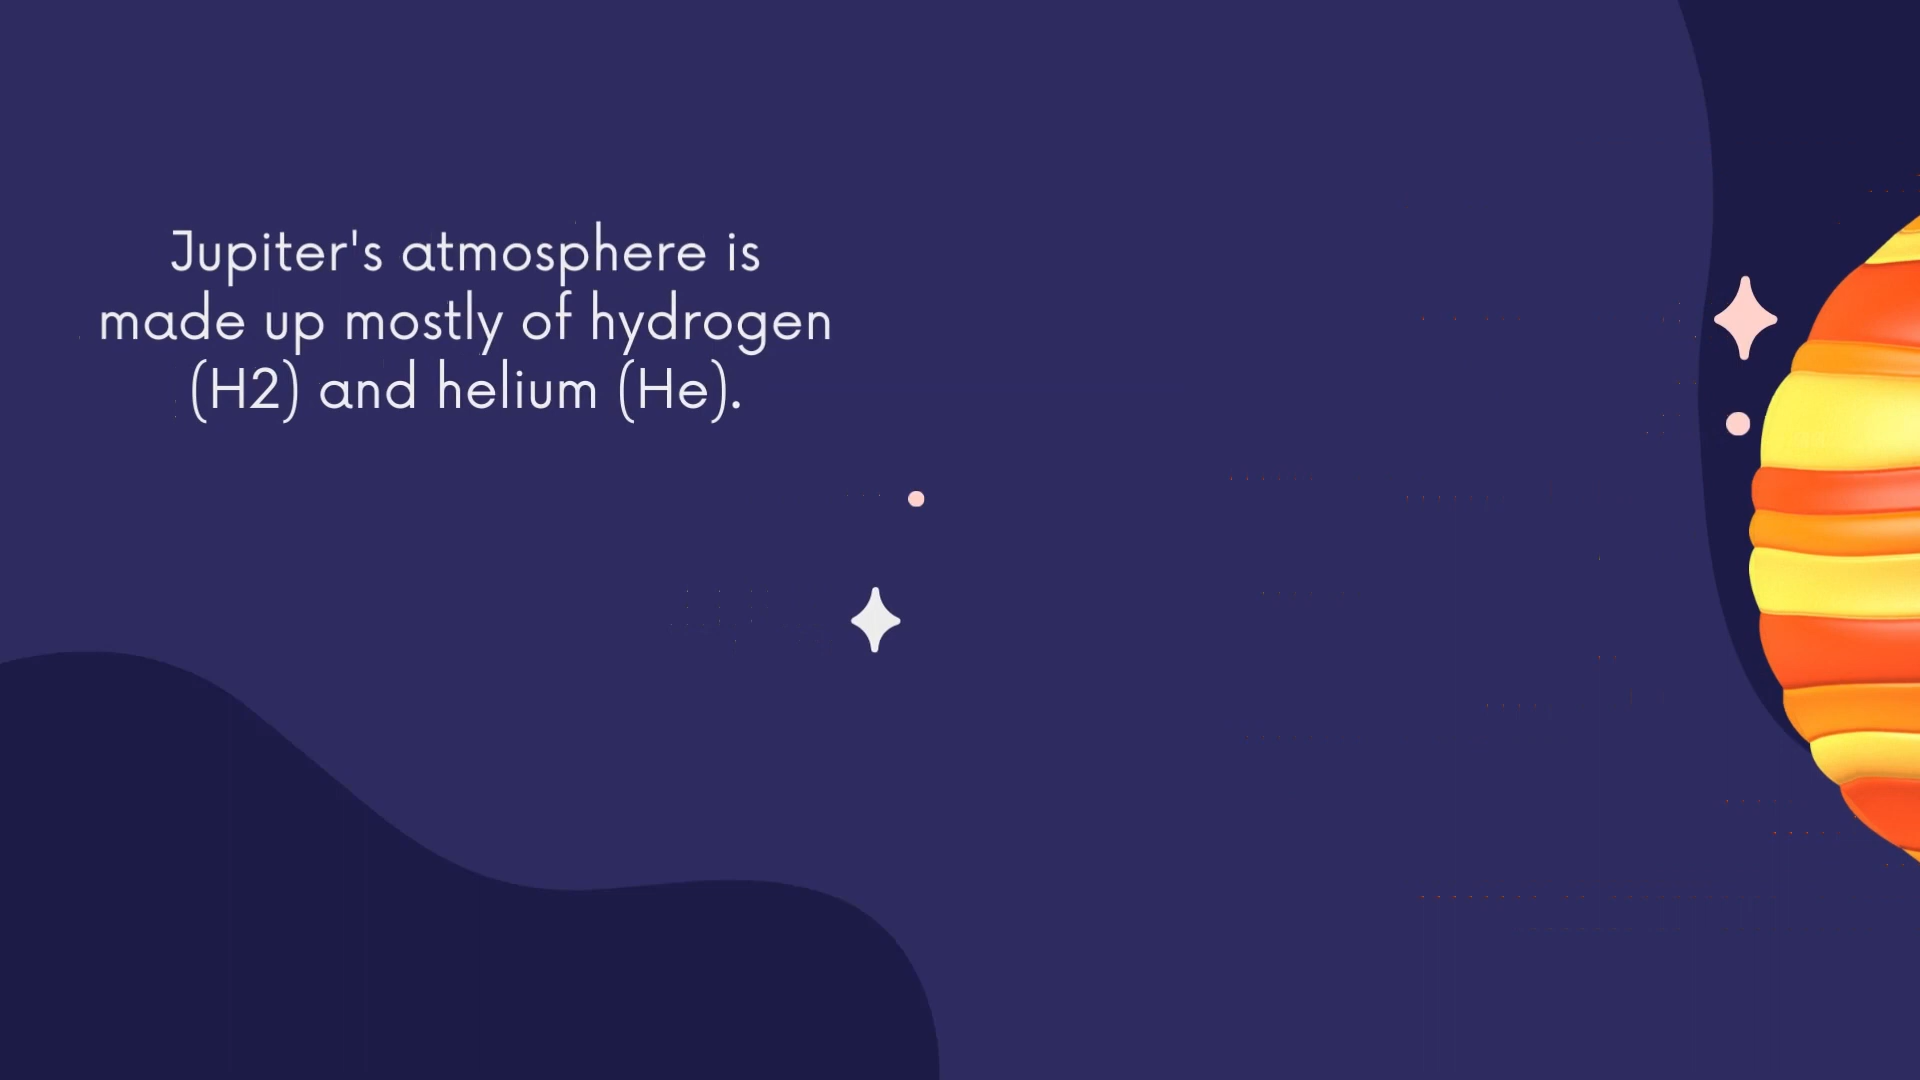 Jupiter's atmosphere is
made up mostly of hydrogen
(H2) and helium (He).